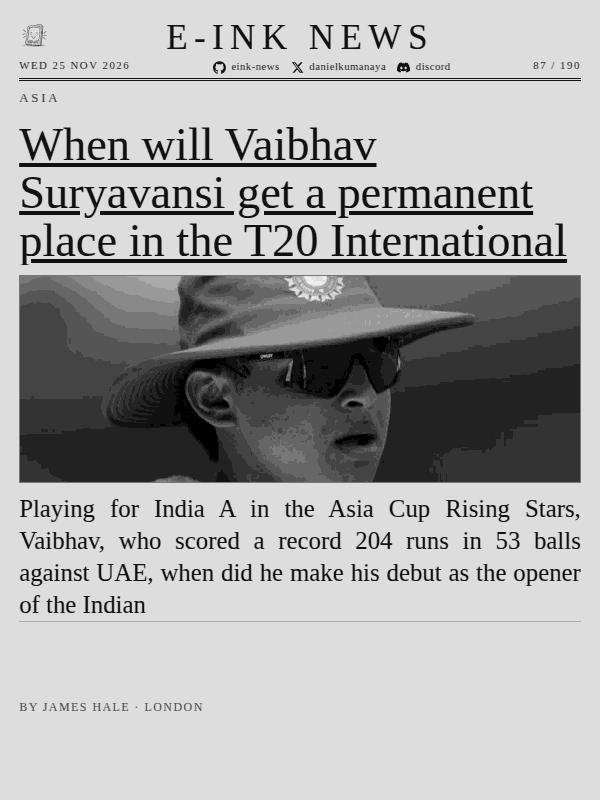 E-INK NEWS
WED 25 NOV 2026
eink-news danielkumanaya discord
87 / 190
ASIA
When will Vaibhav
Suryavansi get a permanent
place in the T20 International
Playing for India A in the Asia Cup Rising Stars,
Vaibhav, who scored a record 204 runs in 53 balls
against UAE, when did he make his debut as the opener
of the Indian
BY JAMES HALE · LONDON